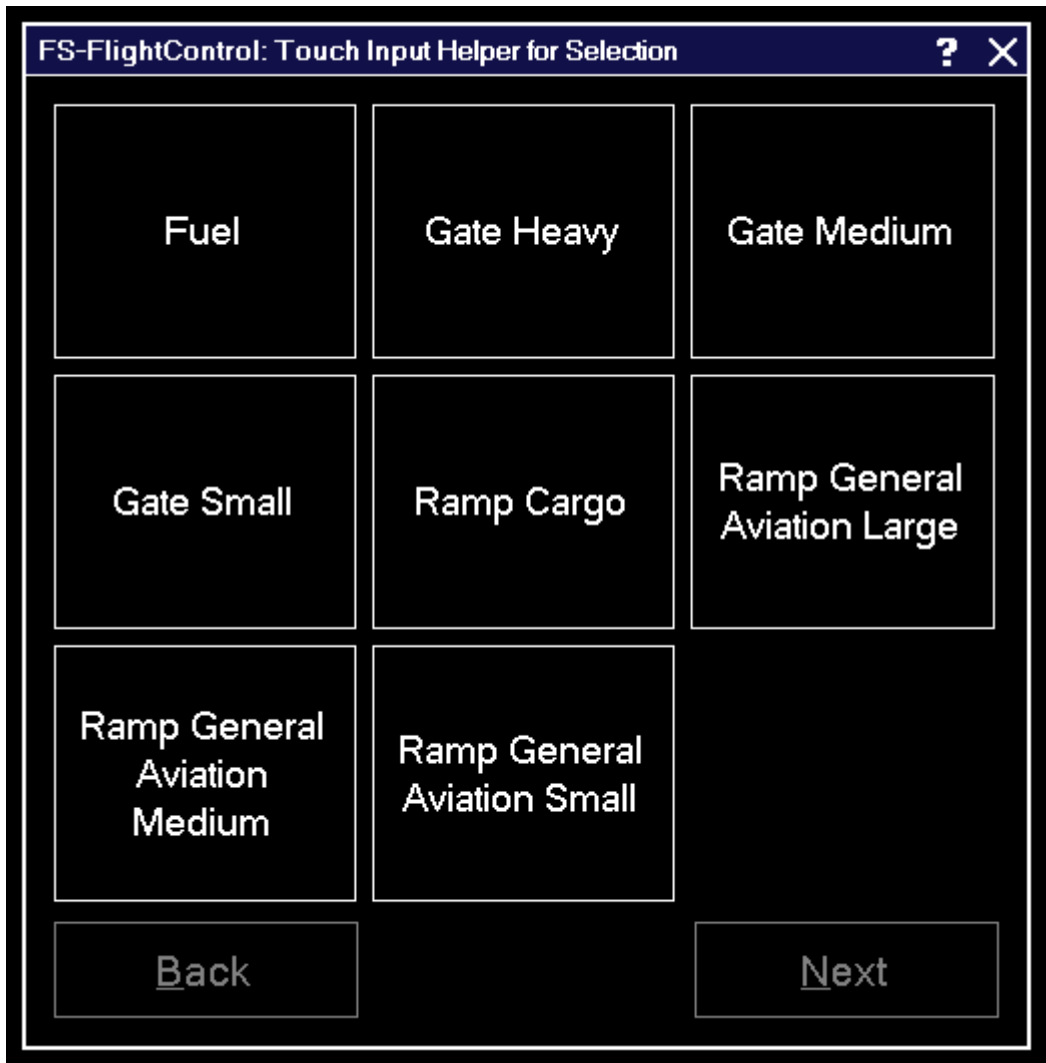 FS-FlightControl: Touch Input Helper for Selection ? X
Fuel
Gate Heavy
Gate Medium
Gate Small
Ramp Cargo
Ramp General
Aviation Large
Ramp General
Aviation
Medium
Ramp General
Aviation Small
Back
Next